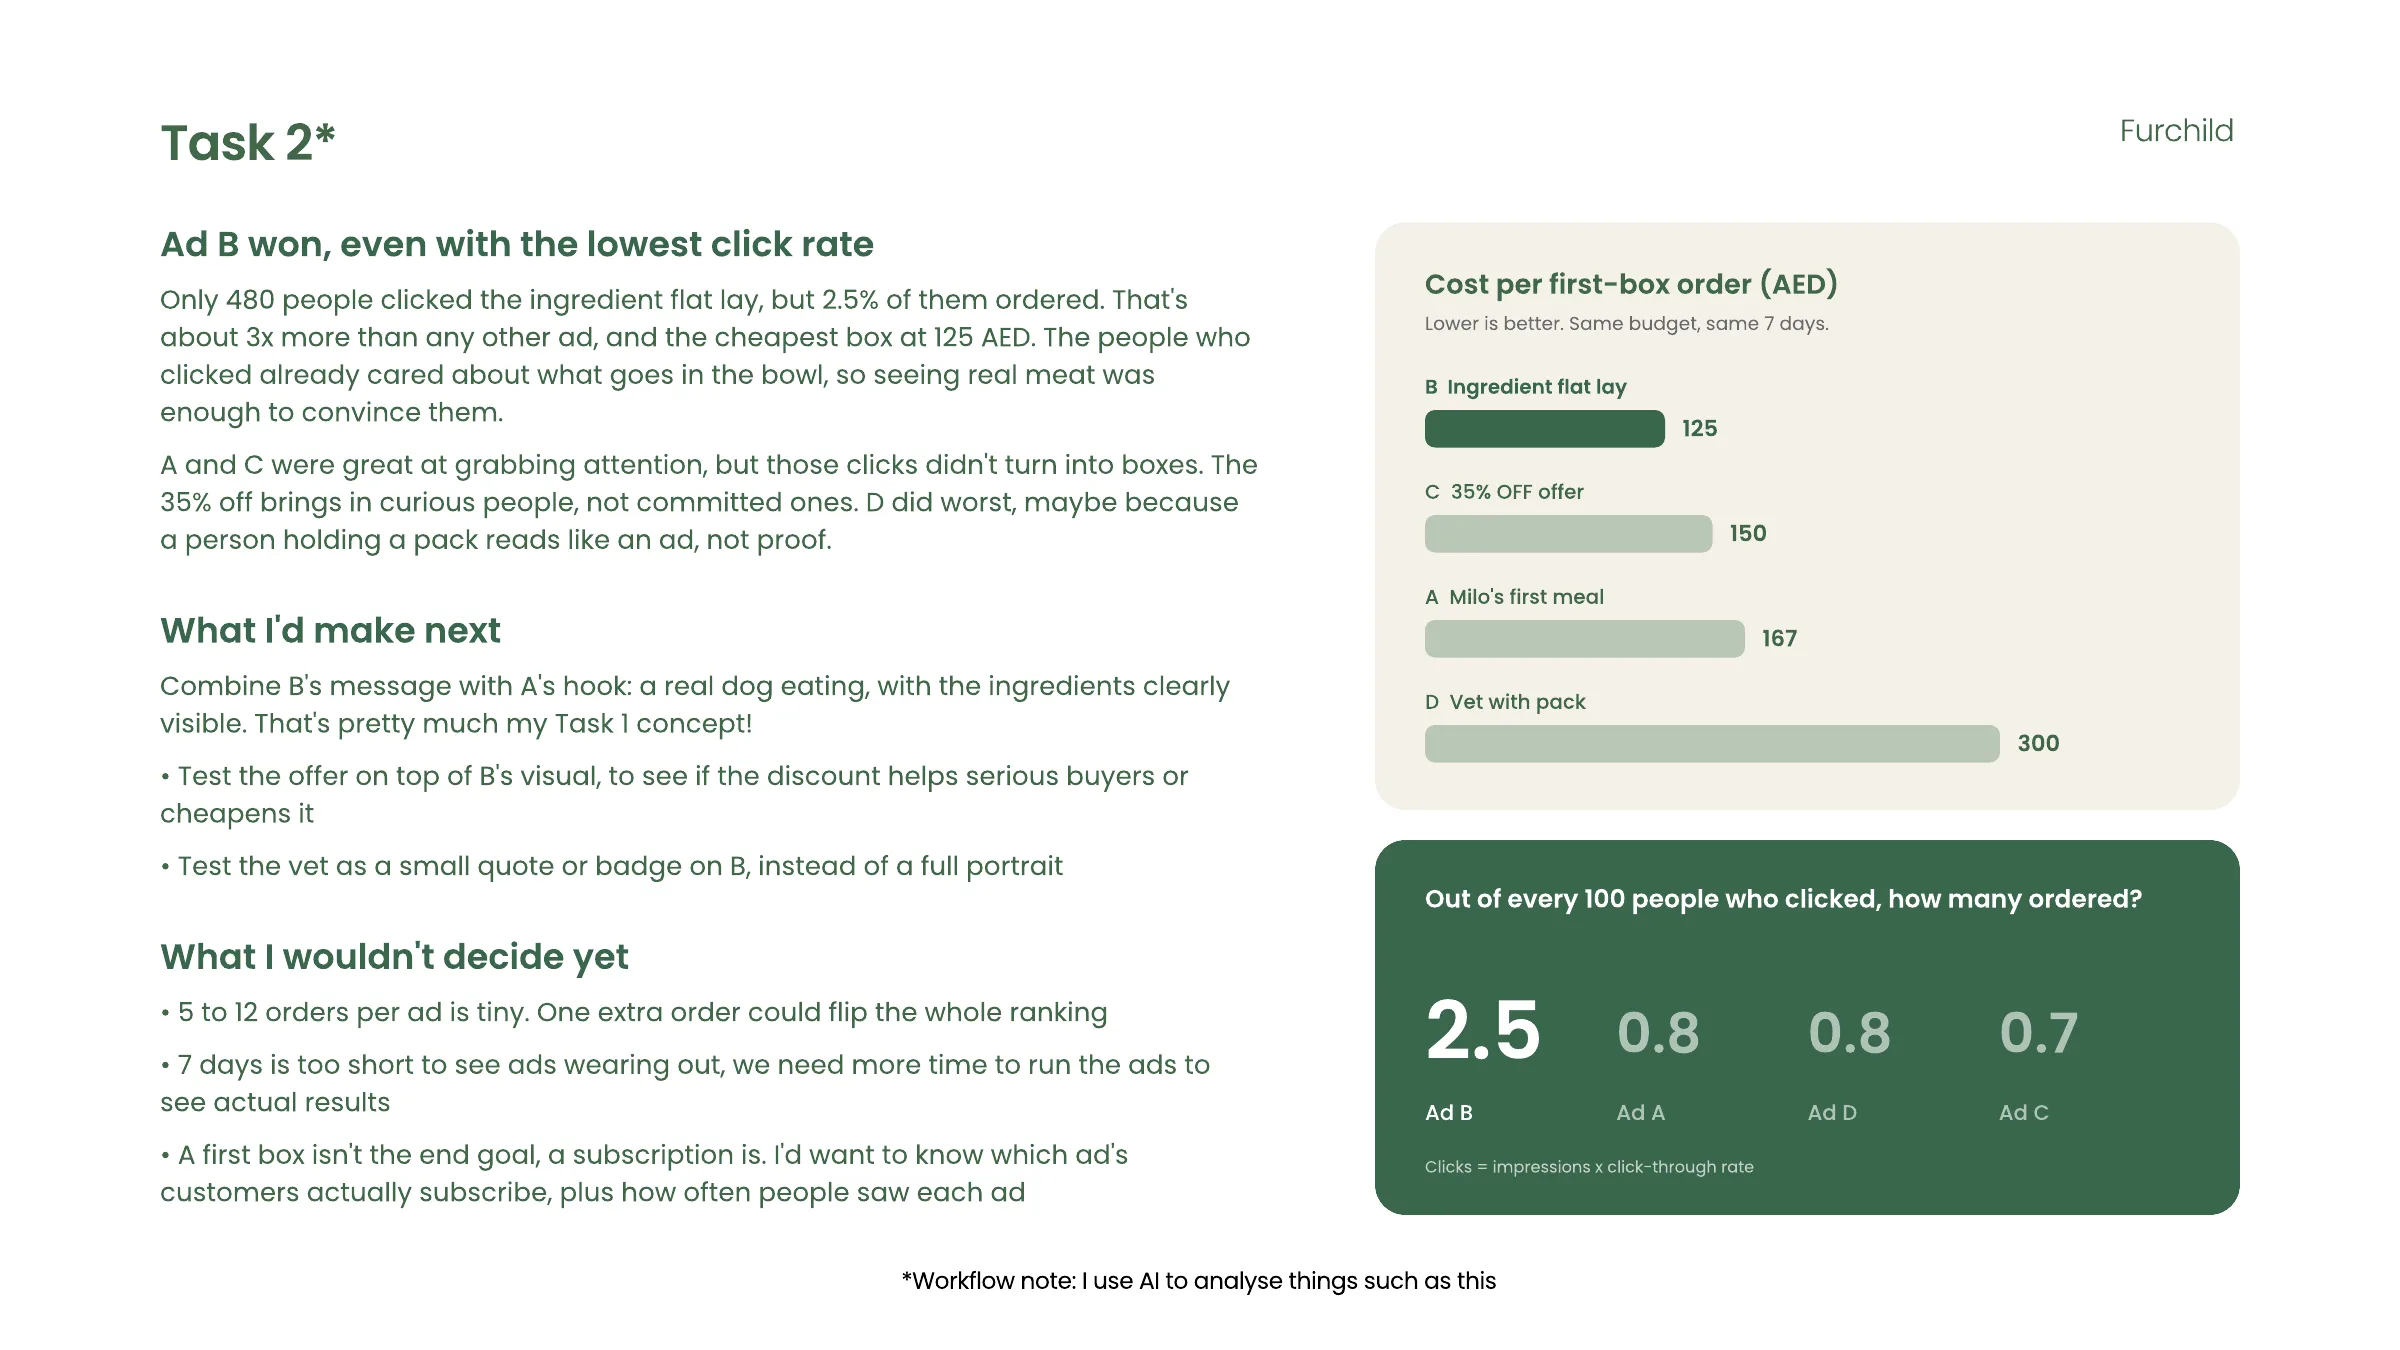 Task 2*
Furchild
Ad B won, even with the lowest click rate
Only 480 people clicked the ingredient flat lay, but 2.5% of them ordered. That's
about 3x more than any other ad, and the cheapest box at 125 AED. The people who
clicked already cared about what goes in the bowl, so seeing real meat was
enough to convince them.
A and C were great at grabbing attention, but those clicks didn't turn into boxes. The
35% off brings in curious people, not committed ones. D did worst, maybe because
a person holding a pack reads like an ad, not proof.
What I'd make next
Combine B's message with A's hook: a real dog eating, with the ingredients clearly
visible. That's pretty much my Task 1 concept!
• Test the offer on top of B's visual, to see if the discount helps serious buyers or
cheapens it
• Test the vet as a small quote or badge on B, instead of a full portrait
What I wouldn't decide yet
• 5 to 12 orders per ad is tiny. One extra order could flip the whole ranking
• 7 days is too short to see ads wearing out, we need more time to run the ads to
see actual results
• A first box isn't the end goal, a subscription is. I'd want to know which ad's
customers actually subscribe, plus how often people saw each ad
Cost per first-box order (AED)
Lower is better. Same budget, same 7 days.
B Ingredient flat lay
125
C 35% OFF offer
150
A Milo's first meal
167
D Vet with pack
300
Out of every 100 people who clicked, how many ordered?
2.5 0.8 0.8 0.7
Ad B Ad A Ad D Ad C
Clicks = impressions x click-through rate
*Workflow note: I use AI to analyse things such as this